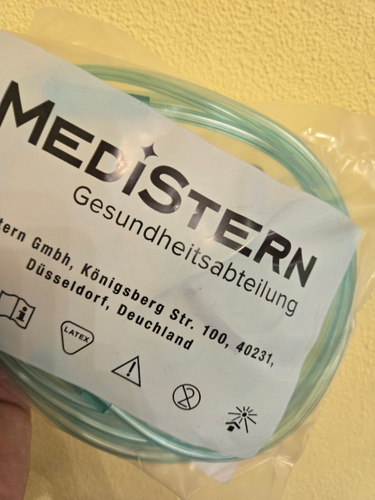 MEDISTERN
Gesundheitsabteilung
tern Gmbh, Königsberg Str. 100, 40231,
Düsseldorf, Deuchland
LATEX